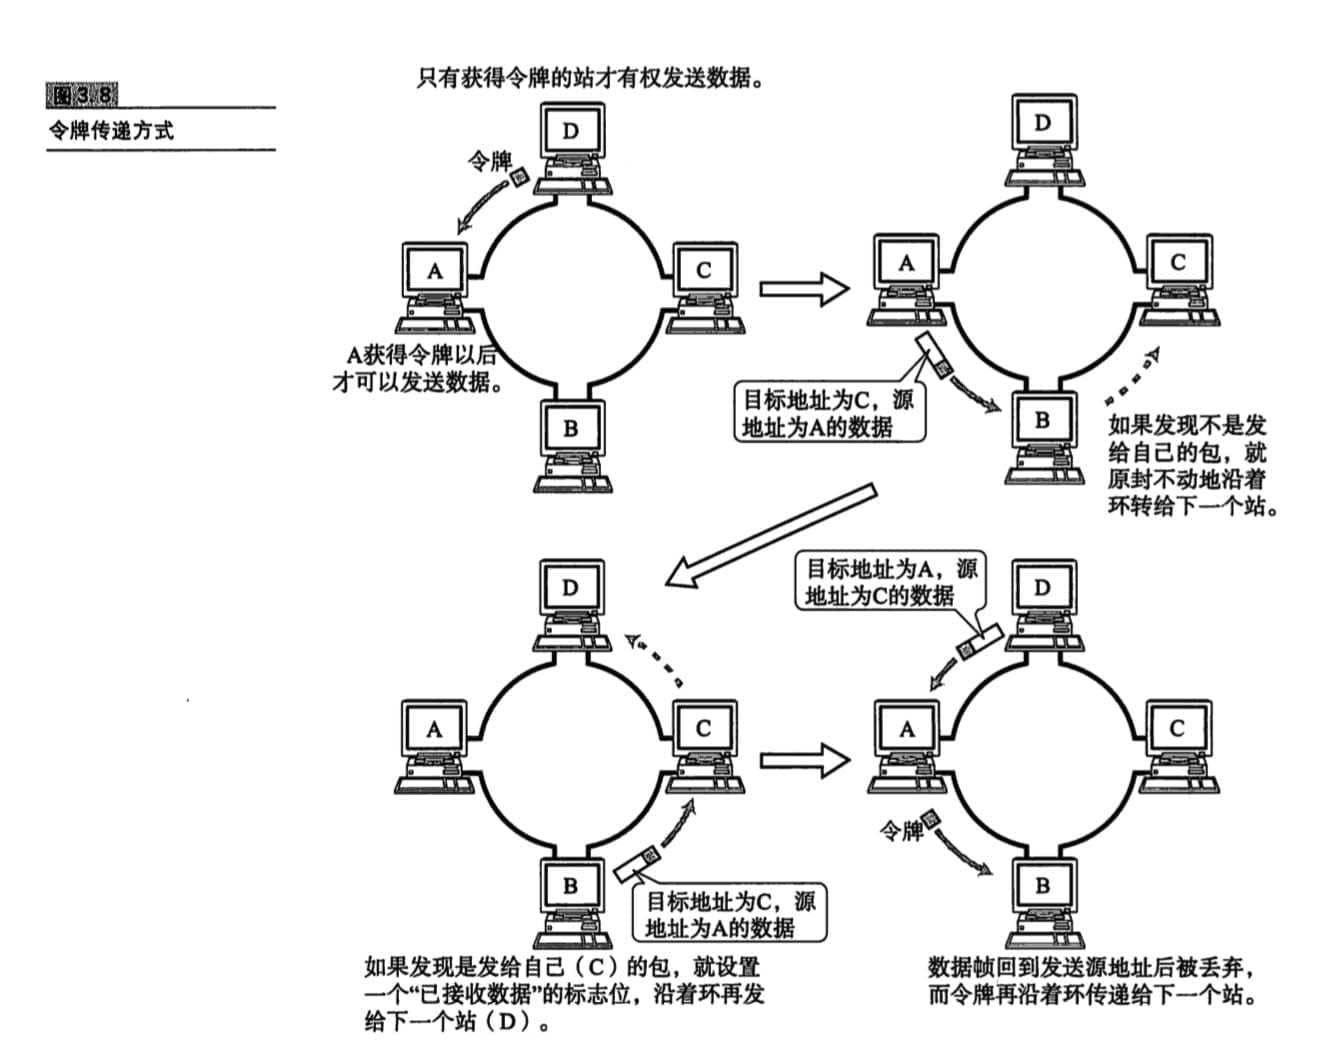 图3.8
令牌传递方式
只有获得令牌的站才有权发送数据。
D
令牌
A
C
A获得令牌以后
才可以发送数据。
B
D
A
C
目标地址为C，源
地址为A的数据
B
如果发现不是发
给自己的包，就
原封不动地沿着
环转给下一个站。
D
A
C
B
目标地址为C，源
地址为A的数据
如果发现是发给自己（C）的包，就设置
一个“已接收数据”的标志位，沿着环再发
给下一个站（D）。
目标地址为A，源
地址为C的数据
D
A
C
令牌
B
数据帧回到发送源地址后被丢弃，
而令牌再沿着环传递给下一个站。